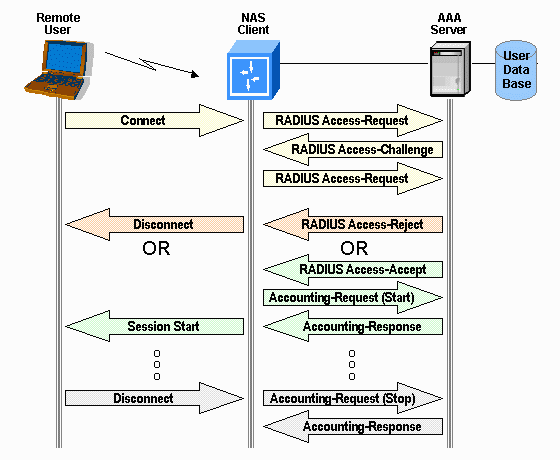 Remote
User
NAS
Client
AAA
Server
User
Data
Base
Connect
RADIUS Access-Request
RADIUS Access-Challenge
RADIUS Access-Request
Disconnect
RADIUS Access-Reject
OR
OR
RADIUS Access-Accept
Accounting-Request (Start)
Session Start
Accounting-Response
Disconnect
Accounting-Request (Stop)
Accounting-Response